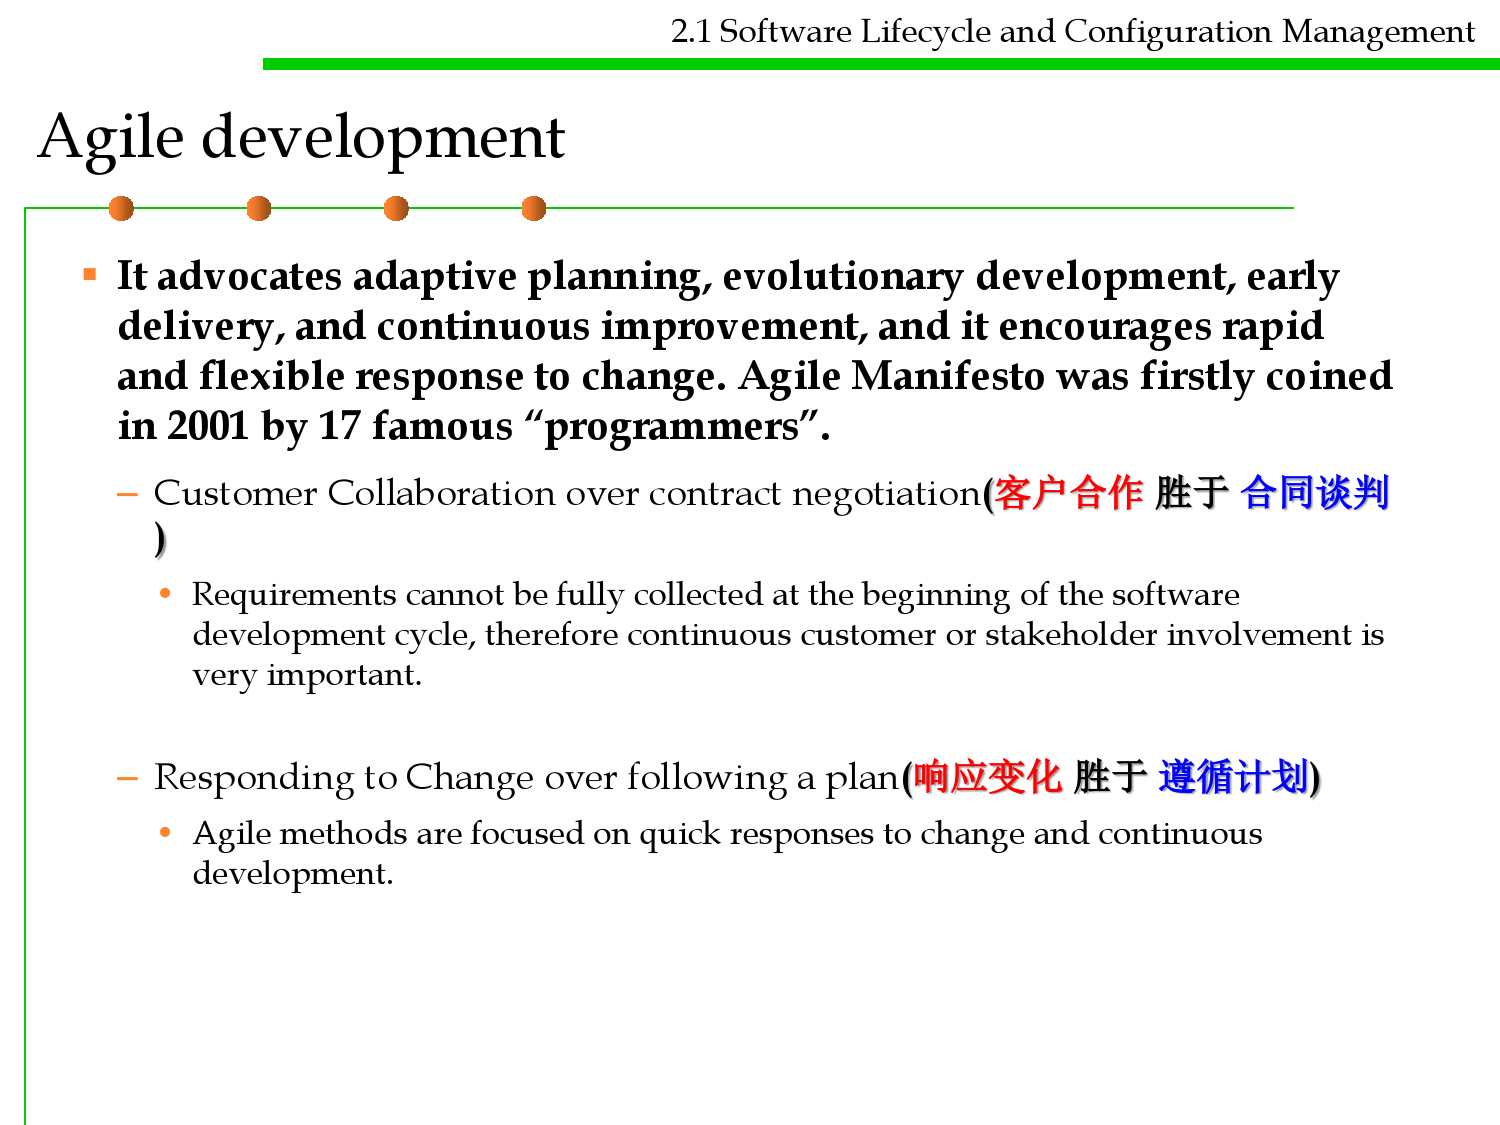 2.1 Software Lifecycle and Configuration Management
Agile development
▪ It advocates adaptive planning, evolutionary development, early
delivery, and continuous improvement, and it encourages rapid
and flexible response to change. Agile Manifesto was firstly coined
in 2001 by 17 famous “programmers”.
– Customer Collaboration over contract negotiation(客户合作 胜于 合同谈判
)
• Requirements cannot be fully collected at the beginning of the software
development cycle, therefore continuous customer or stakeholder involvement is
very important.
– Responding to Change over following a plan(响应变化 胜于 遵循计划)
• Agile methods are focused on quick responses to change and continuous
development.